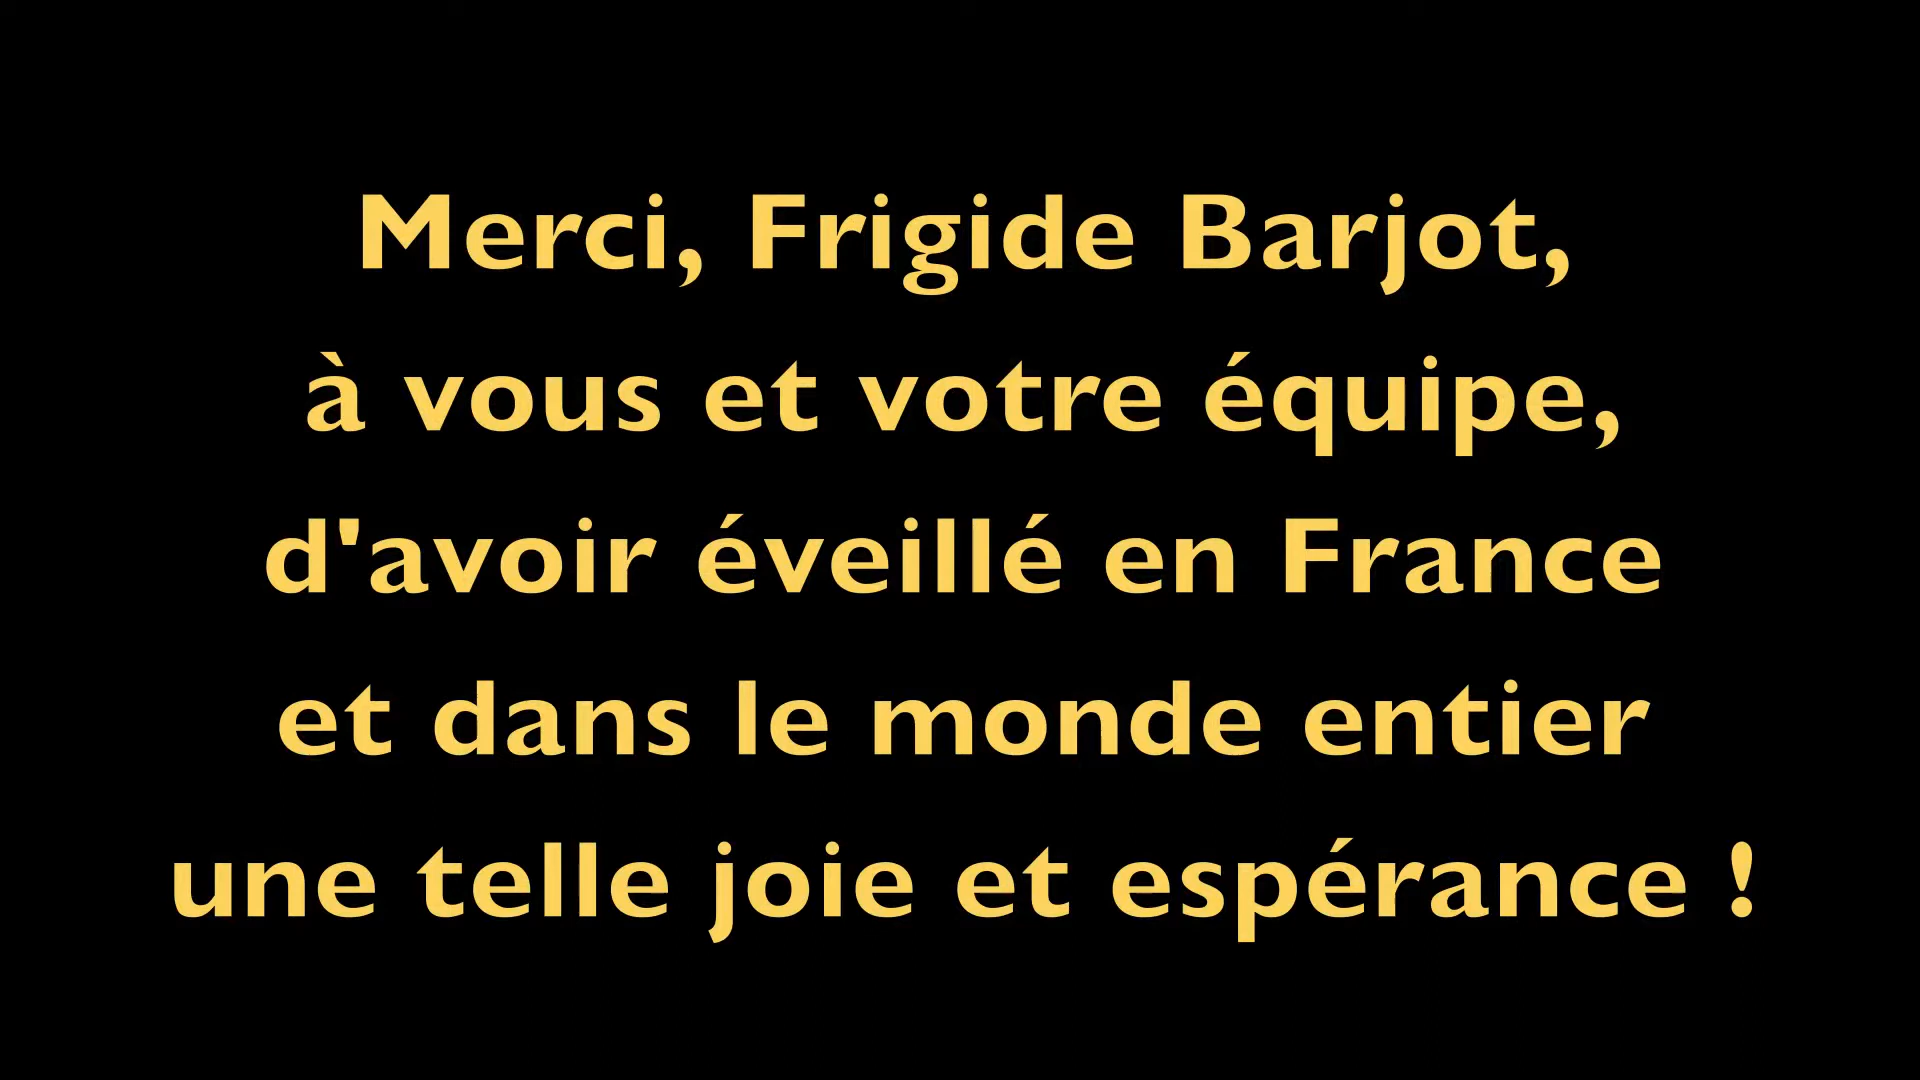 Merci, Frigide Barjot,
à vous et votre équipe,
d'avoir éveillé en France
et dans le monde entier
une telle joie et espérance !